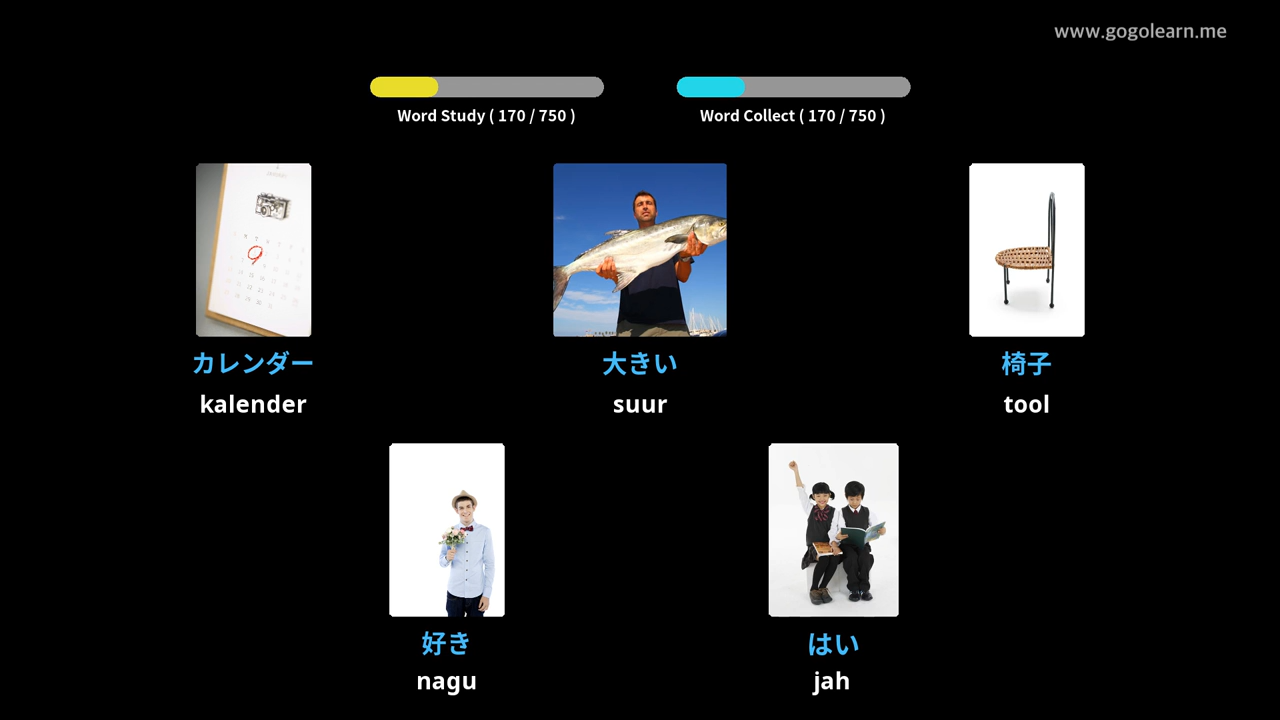 www.gogolearn.me
Word Study ( 170 / 750 )
Word Collect ( 170 / 750 )
カレンダー
kalender
大きい
suur
椅子
tool
好き
nagu
はい
jah